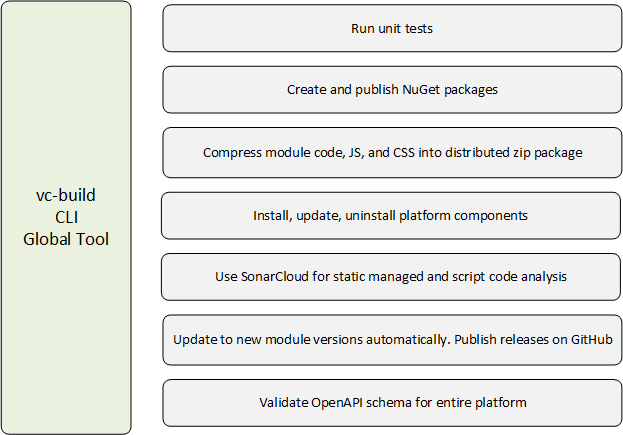 vc-build
CLI
Global Tool
Run unit tests
Create and publish NuGet packages
Compress module code, JS, and CSS into distributed zip package
Install, update, uninstall platform components
Use SonarCloud for static managed and script code analysis
Update to new module versions automatically. Publish releases on GitHub
Validate OpenAPI schema for entire platform